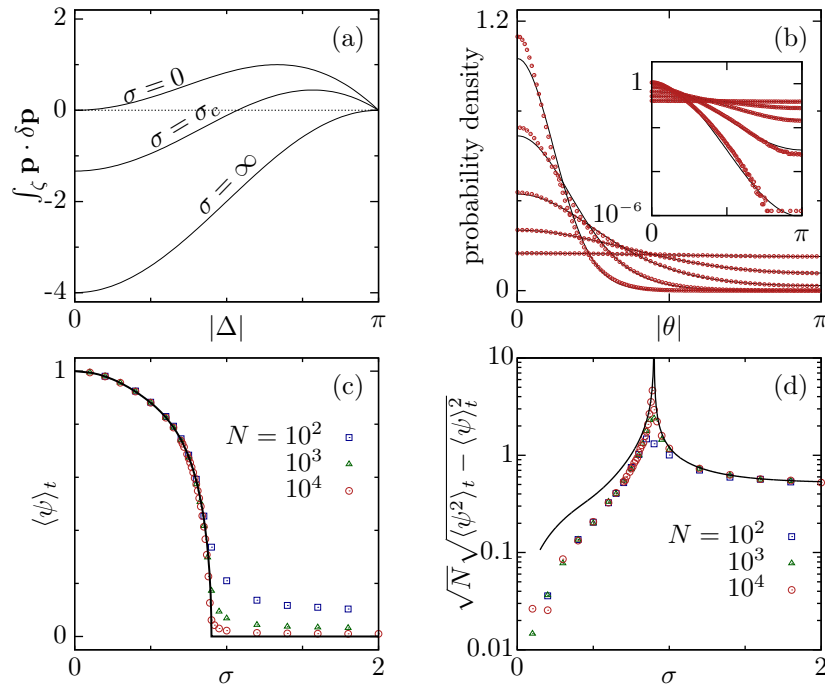 2
0
-2
-4
∫ζ p · δp
(a)
σ = 0
σ = σc
σ = ∞
0
π
|Δ|
1.2
0
probability density
(b)
1
10⁻⁶
0
π
0
π
|θ|
1
0
⟨ψ⟩t
(c)
N = 10²
10³
10⁴
0
2
σ
10
1
0.1
0.01
√N √⟨ψ²⟩t − ⟨ψ⟩t²
(d)
N = 10²
10³
10⁴
0
2
σ